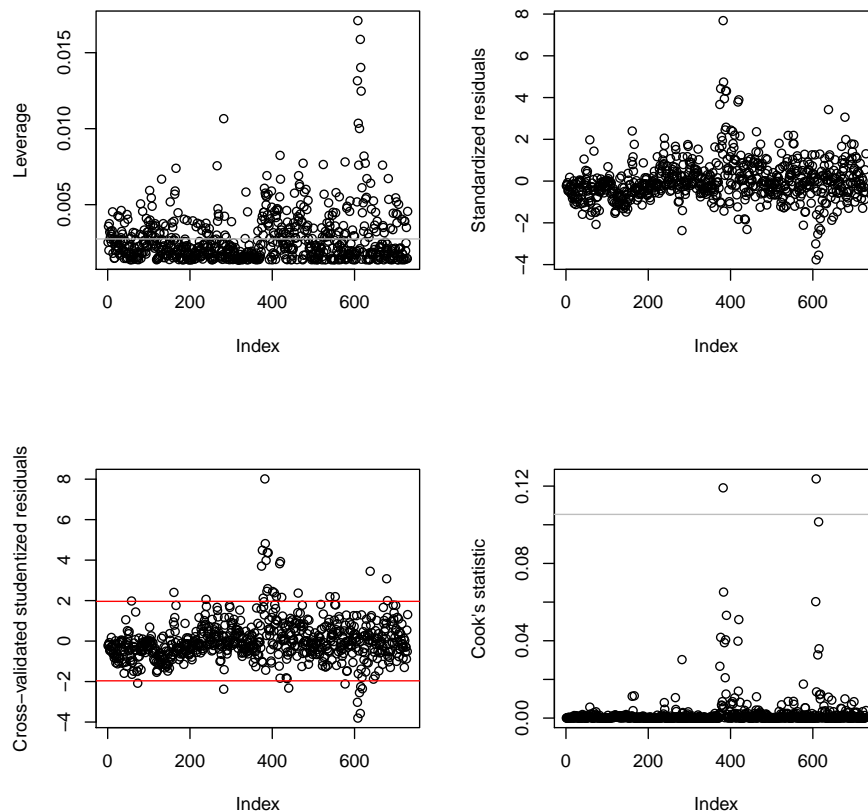 Leverage
0.015
0.010
0.005
0 200 400 600
Index
Standardized residuals
8
6
4
2
0
−2
−4
0 200 400 600
Index
Cross−validated studentized residuals
8
6
4
2
0
−2
−4
0 200 400 600
Index
Cook's statistic
0.12
0.08
0.04
0.00
0 200 400 600
Index